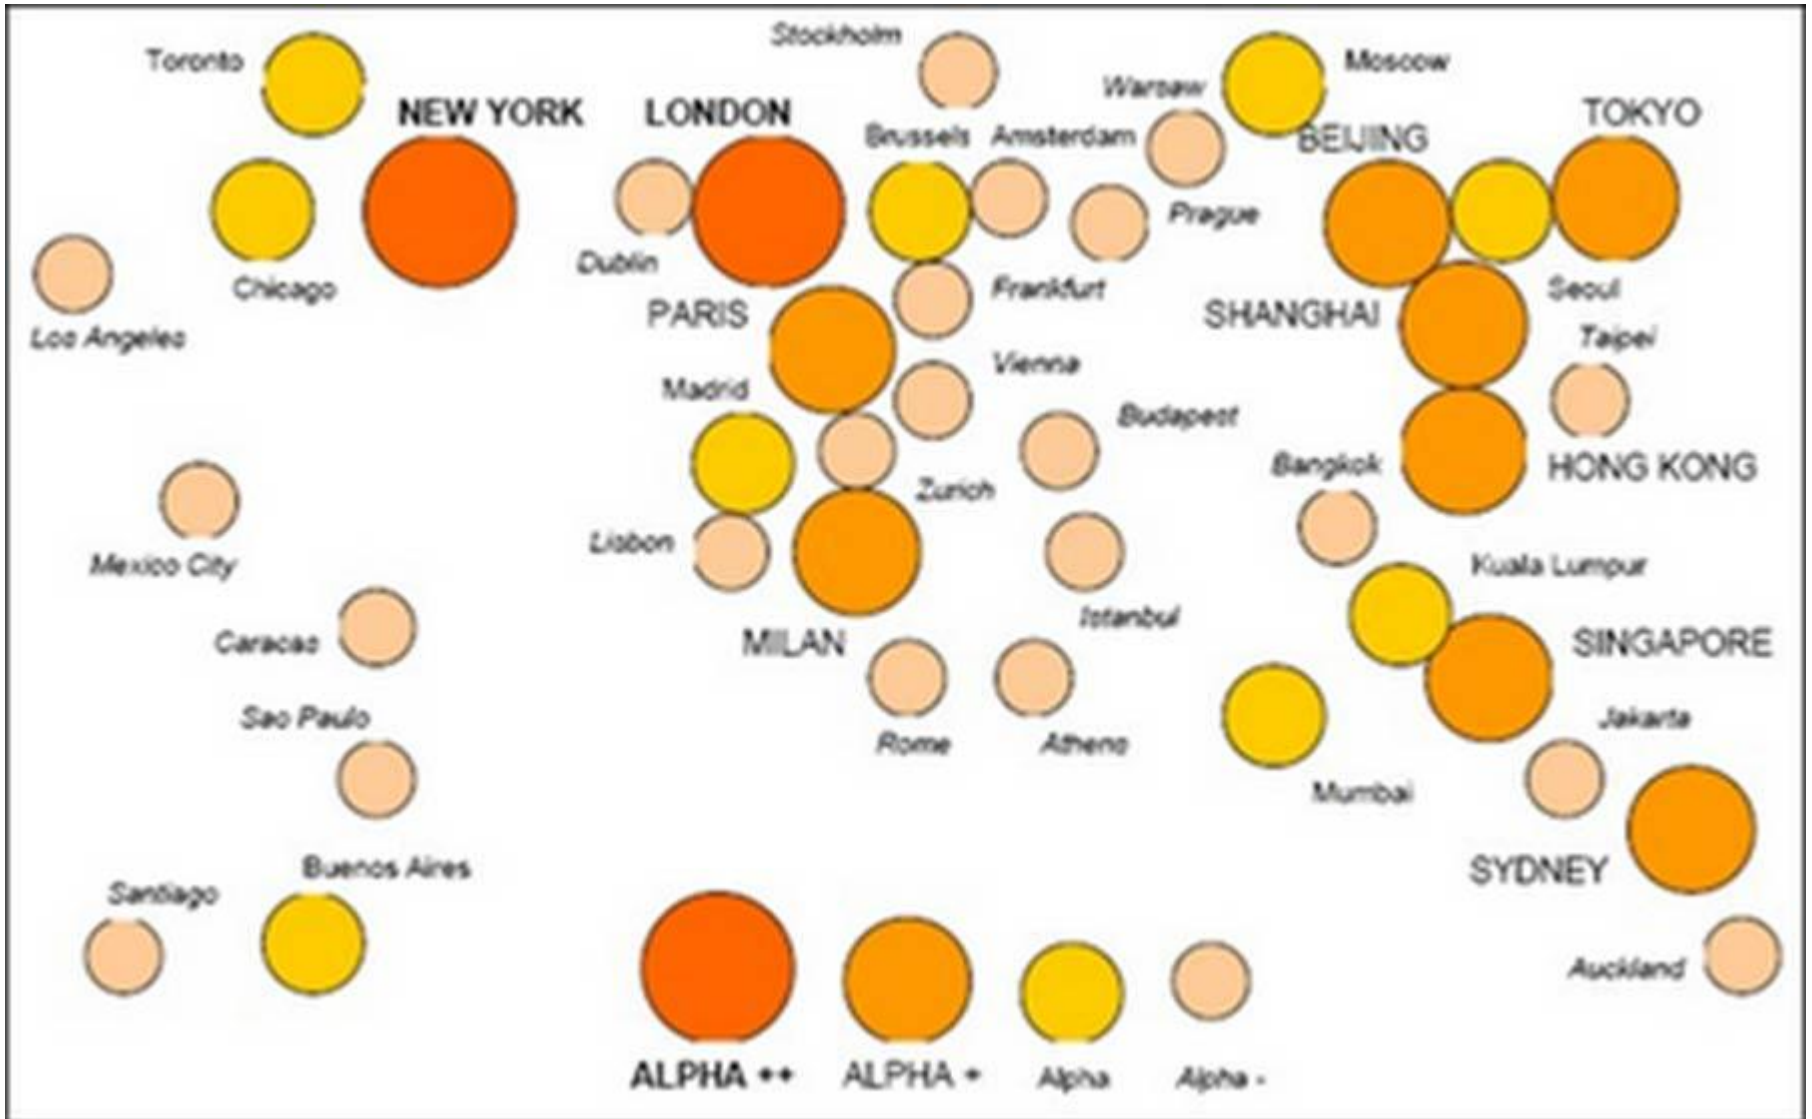 Stockholm
Toronto
Moscow
Warsaw
NEW YORK
LONDON
TOKYO
Brussels
Amsterdam
BEIJING
Prague
Dublin
Chicago
Frankfurt
Seoul
PARIS
SHANGHAI
Los Angeles
Taipei
Vienna
Madrid
Budapest
Bangkok
HONG KONG
Zurich
Lisbon
Mexico City
Kuala Lumpur
Istanbul
Caracas
MILAN
SINGAPORE
Sao Paulo
Jakarta
Rome
Athens
Mumbai
Buenos Aires
SYDNEY
Santiago
Auckland
ALPHA ++
ALPHA +
Alpha
Alpha -